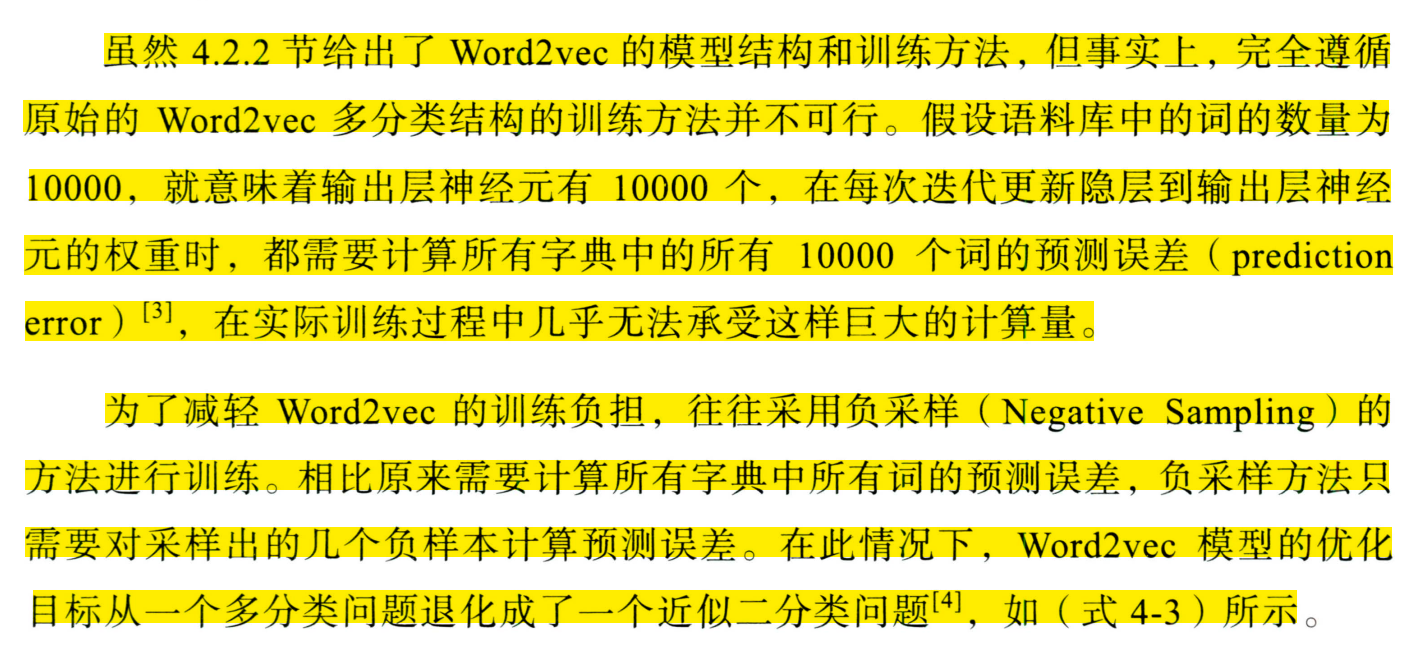 虽然 4.2.2 节给出了 Word2vec 的模型结构和训练方法，但事实上，完全遵循
原始的 Word2vec 多分类结构的训练方法并不可行。假设语料库中的词的数量为
10000，就意味着输出层神经元有 10000 个，在每次迭代更新隐层到输出层神经
元的权重时，都需要计算所有字典中的所有 10000 个词的预测误差（prediction
error）[3]，在实际训练过程中几乎无法承受这样巨大的计算量。
为了减轻 Word2vec 的训练负担，往往采用负采样（Negative Sampling）的
方法进行训练。相比原来需要计算所有字典中所有词的预测误差，负采样方法只
需要对采样出的几个负样本计算预测误差。在此情况下，Word2vec 模型的优化
目标从一个多分类问题退化成了一个近似二分类问题[4]，如（式 4-3）所示。